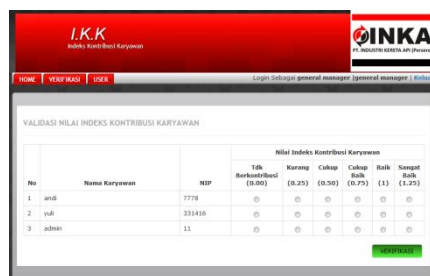 I.K.K
Indeks Kontribusi Karyawan
INKA
PT. INDUSTRI KERETA API (Persero
HOME VERIFIKASI USER
Login Sebagai general manager |general manager | Kelua
VALIDASI NILAI INDEKS KONTRIBUSI KARYAWAN
Nilai Indeks Kontribusi Karyawan
No Nama Karyawan NIP Tdk Berkontribusi (0.00) Kurang (0.25) Cukup (0.50) Cukup Baik (0.75) Baik (1) Sangat Baik (1.25)
1 andi 7778
2 yuli 331416
3 admin 11
VERIFIKASI